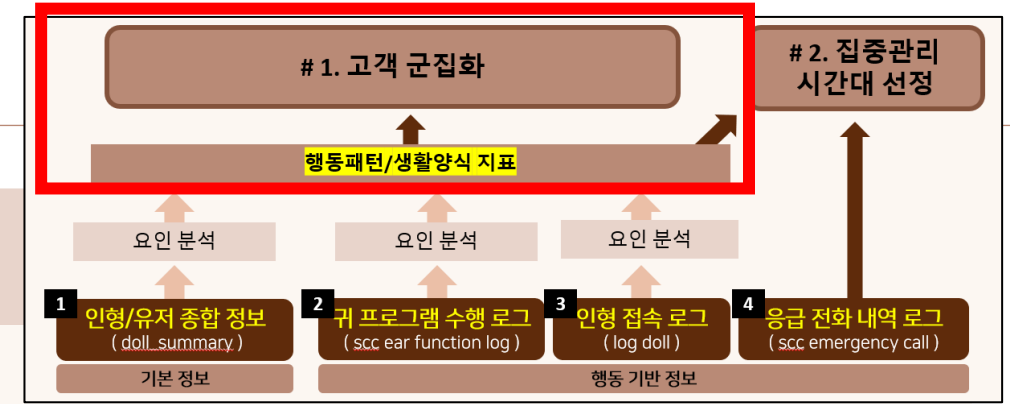 # 1. 고객 군집화
# 2. 집중관리
시간대 선정
행동패턴/생활양식 지표
요인 분석
요인 분석
요인 분석
1
인형/유저 종합 정보
( doll_summary )
2
귀 프로그램 수행 로그
( scc ear function log )
3
인형 접속 로그
( log doll )
4
응급 전화 내역 로그
( scc emergency call )
기본 정보
행동 기반 정보